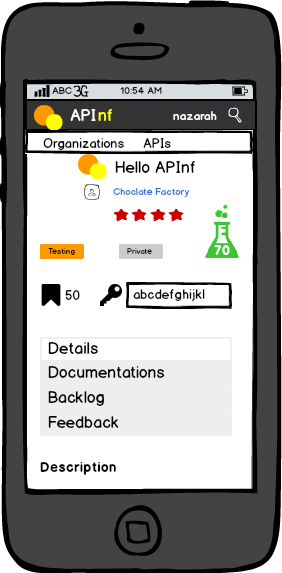 ABC 3G 10:54 AM
APInf nazarah
Organizations APIs
Hello APInf
Choclate Factory
E
70
Testing Private
50 abcdefghijkl
Details
Documentations
Backlog
Feedback
Description